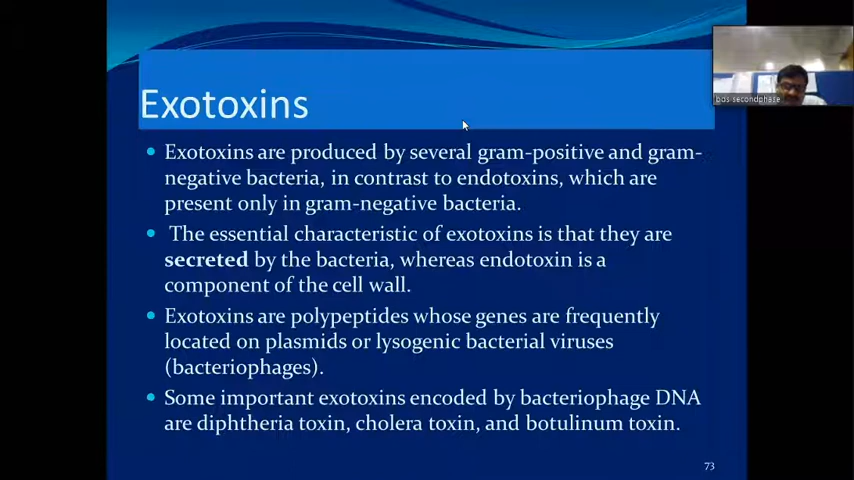 Exotoxins
bds secondphase
• Exotoxins are produced by several gram-positive and gram-
negative bacteria, in contrast to endotoxins, which are
present only in gram-negative bacteria.
• The essential characteristic of exotoxins is that they are
secreted by the bacteria, whereas endotoxin is a
component of the cell wall.
• Exotoxins are polypeptides whose genes are frequently
located on plasmids or lysogenic bacterial viruses
(bacteriophages).
• Some important exotoxins encoded by bacteriophage DNA
are diphtheria toxin, cholera toxin, and botulinum toxin.
73